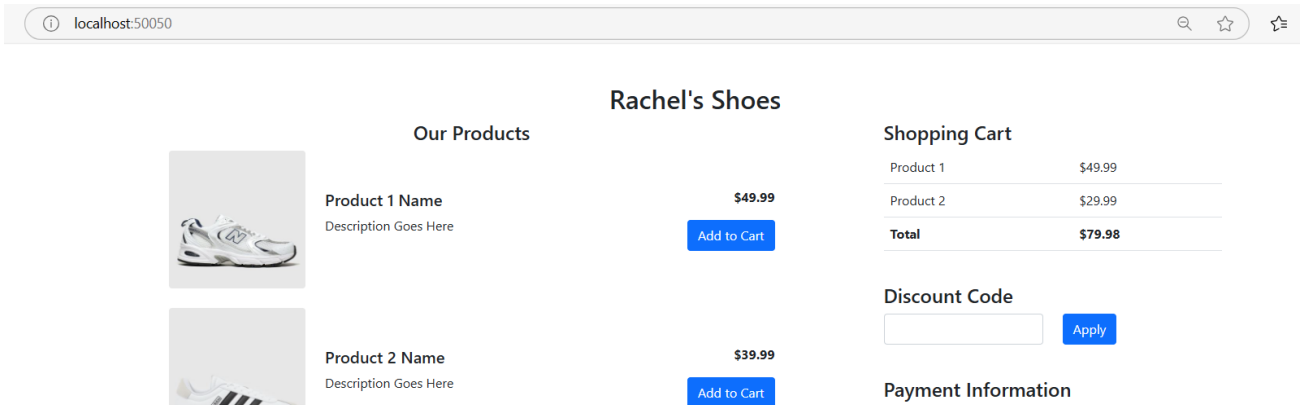 localhost:50050
Rachel's Shoes
Our Products
Product 1 Name
Description Goes Here
$49.99
Add to Cart
Product 2 Name
Description Goes Here
$39.99
Add to Cart
Shopping Cart
Product 1 $49.99
Product 2 $29.99
Total $79.98
Discount Code
Apply
Payment Information